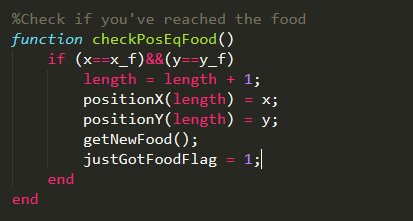 %Check if you've reached the food
function checkPosEqFood()
    if (x==x_f)&&(y==y_f)
        length = length + 1;
        positionX(length) = x;
        positionY(length) = y;
        getNewFood();
        justGotFoodFlag = 1;
    end
end